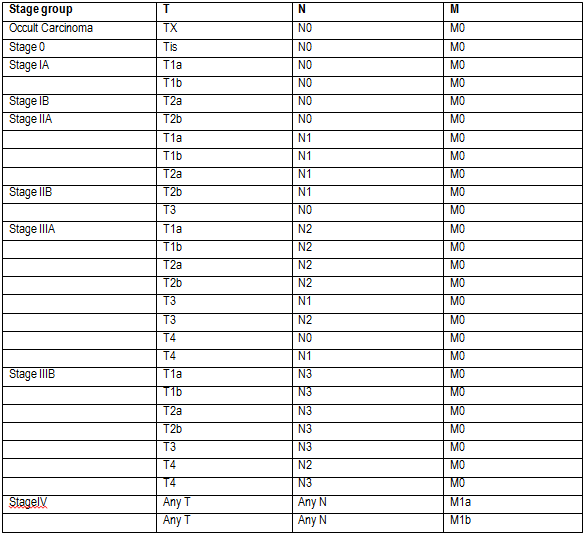 Stage group T N M
Occult Carcinoma TX N0 M0
Stage 0 Tis N0 M0
Stage IA T1a N0 M0
T1b N0 M0
Stage IB T2a N0 M0
Stage IIA T2b N0 M0
T1a N1 M0
T1b N1 M0
T2a N1 M0
Stage IIB T2b N1 M0
T3 N0 M0
Stage IIIA T1a N2 M0
T1b N2 M0
T2a N2 M0
T2b N2 M0
T3 N1 M0
T3 N2 M0
T4 N0 M0
T4 N1 M0
Stage IIIB T1a N3 M0
T1b N3 M0
T2a N3 M0
T2b N3 M0
T3 N3 M0
T4 N2 M0
T4 N3 M0
StageIV Any T Any N M1a
Any T Any N M1b